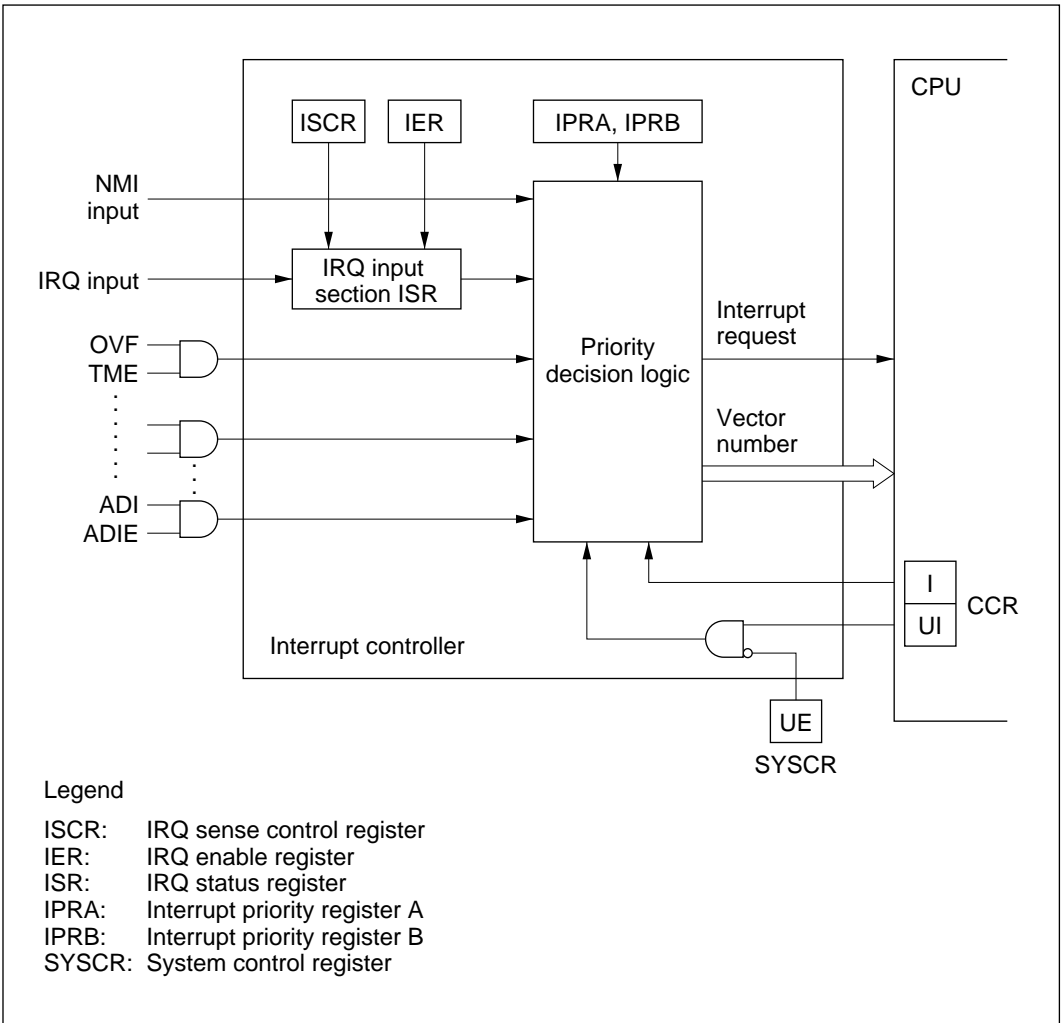 CPU
ISCR
IER
IPRA, IPRB
NMI
input
IRQ input
IRQ input
section ISR
OVF
TME
Priority
decision logic
Interrupt
request
Vector
number
ADI
ADIE
I
UI
CCR
Interrupt controller
UE
SYSCR
Legend
ISCR: IRQ sense control register
IER: IRQ enable register
ISR: IRQ status register
IPRA: Interrupt priority register A
IPRB: Interrupt priority register B
SYSCR: System control register